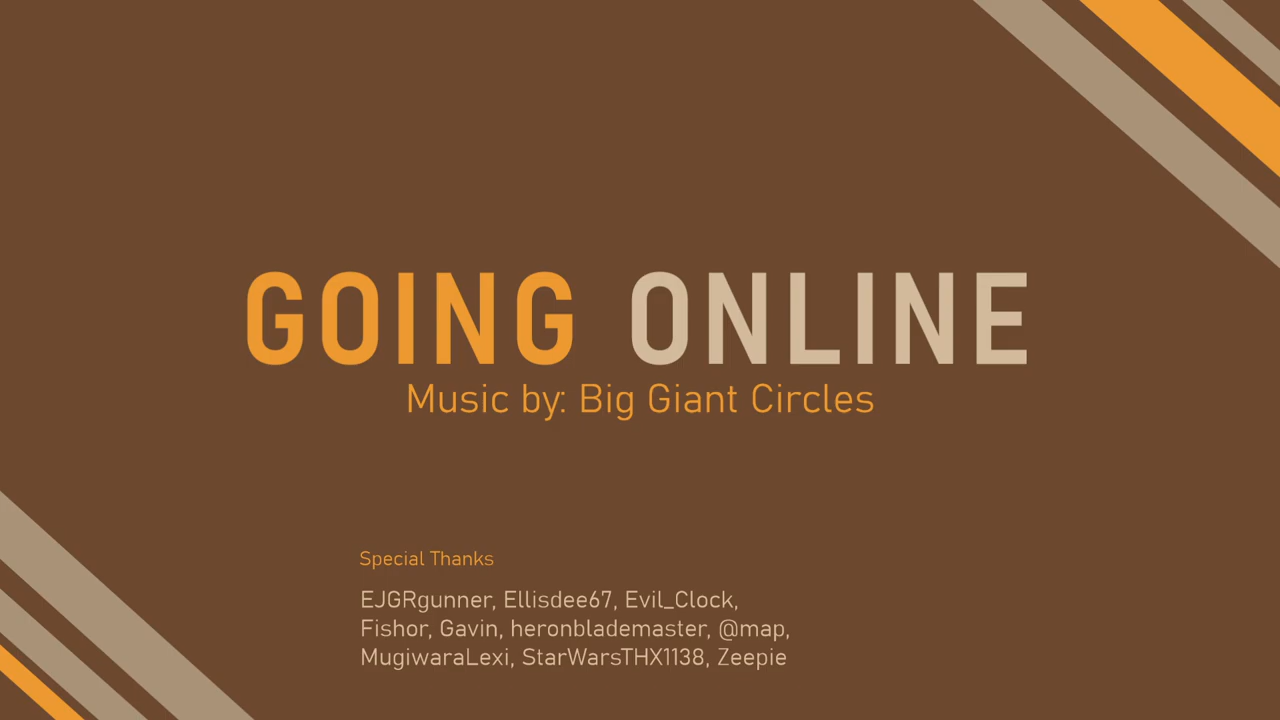 GOING ONLINE
Music by: Big Giant Circles
Special Thanks
EJGRgunner, Ellisdee67, Evil_Clock,
Fishor, Gavin, heronblademaster, @map,
MugiwaraLexi, StarWarsTHX1138, Zeepie